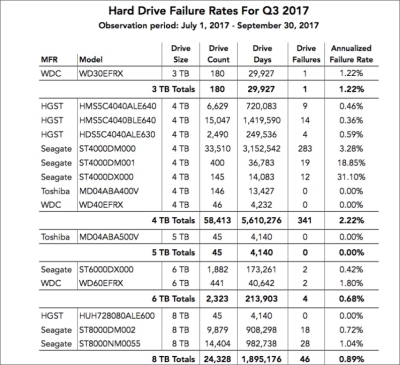 Hard Drive Failure Rates For Q3 2017
Observation period: July 1, 2017 - September 30, 2017
MFR Model Drive Size Drive Count Drive Days Drive Failures Annualized Failure Rate
WDC WD30EFRX 3 TB 180 29,927 1 1.22%
3 TB Totals 180 29,927 1 1.22%
HGST HMS5C4040ALE640 4 TB 6,629 720,083 9 0.46%
HGST HMS5C4040BLE640 4 TB 15,047 1,419,590 14 0.36%
HGST HDS5C4040ALE630 4 TB 2,490 249,536 4 0.59%
Seagate ST4000DM000 4 TB 33,510 3,152,542 283 3.28%
Seagate ST4000DM001 4 TB 400 36,783 19 18.85%
Seagate ST4000DX000 4 TB 145 14,083 12 31.10%
Toshiba MD04ABA400V 4 TB 146 13,427 0 0.00%
WDC WD40EFRX 4 TB 46 4,232 0 0.00%
4 TB Totals 58,413 5,610,276 341 2.22%
Toshiba MD04ABA500V 5 TB 45 4,140 0 0.00%
5 TB Totals 45 4,140 0 0.00%
Seagate ST6000DX000 6 TB 1,882 173,261 2 0.42%
WDC WD60EFRX 6 TB 441 40,642 2 1.80%
6 TB Totals 2,323 213,903 4 0.68%
HGST HUH728080ALE600 8 TB 45 4,140 0 0.00%
Seagate ST8000DM002 8 TB 9,879 908,298 18 0.72%
Seagate ST8000NM0055 8 TB 14,404 982,738 28 1.04%
8 TB Totals 24,328 1,895,176 46 0.89%